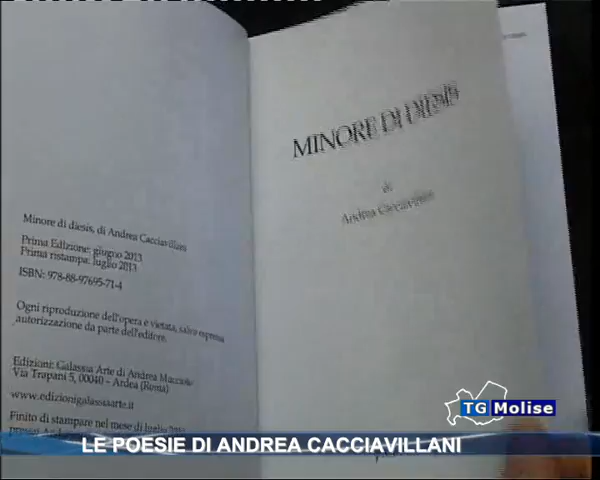 Minore di diesis, di Andrea Cacciavillani
Prima Edizione: giugno 2013
Prima ristampa: luglio 2013
ISBN: 978-88-97695-71-4
Ogni riproduzione dell'opera e vietata, salvo espressa
autorizzazione da parte dell'editore.
Edizione: Galassia Arte di Andrea
Via Trapani 5, 00040 - Ardea (Roma)
www.edizionigalassiaarte.it
Finito di stampare nel mese di luglio
MINORE DI DIESIS
di
Andrea Cacciavillani
TG Molise
LE POESIE DI ANDREA CACCIAVILLANI